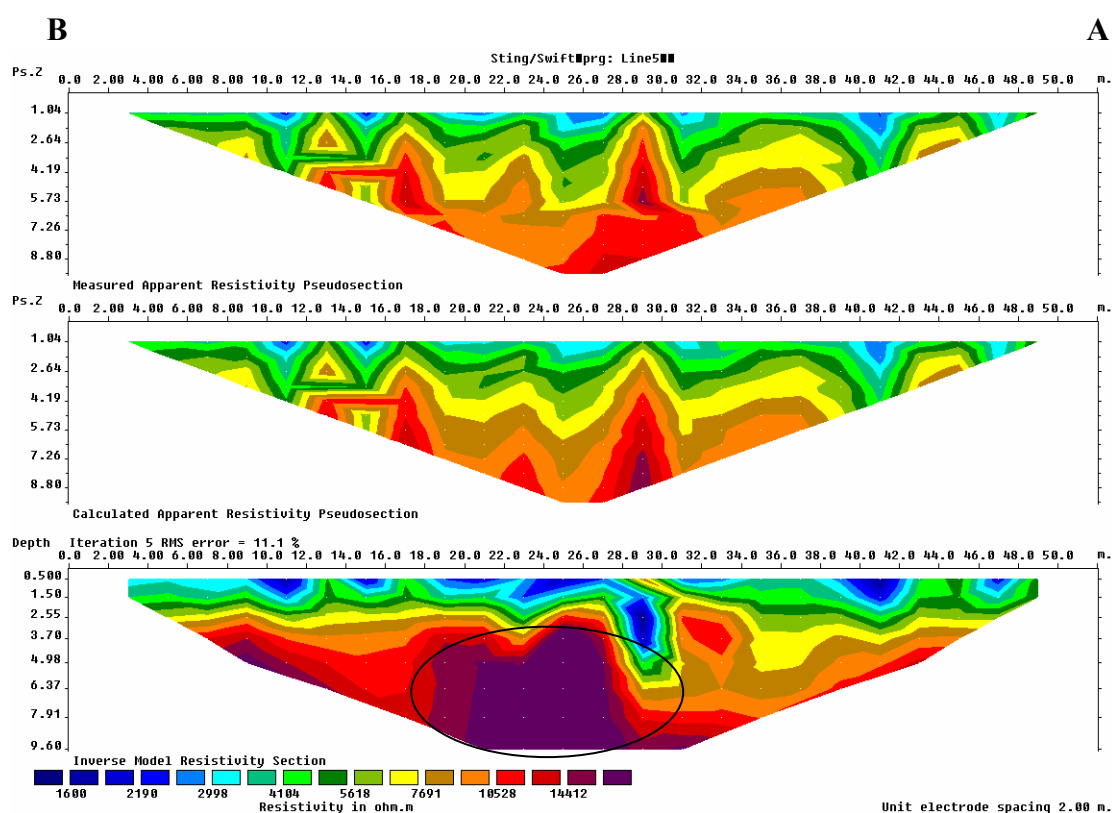 B A
Sting/Swift■prg: Line5■■
Ps.Z 0.0 2.00 4.00 6.00 8.00 10.0 12.0 14.0 16.0 18.0 20.0 22.0 24.0 26.0 28.0 30.0 32.0 34.0 36.0 38.0 40.0 42.0 44.0 46.0 48.0 50.0 m.
1.04
2.64
4.19
5.73
7.26
8.80
Measured Apparent Resistivity Pseudosection
Ps.Z 0.0 2.00 4.00 6.00 8.00 10.0 12.0 14.0 16.0 18.0 20.0 22.0 24.0 26.0 28.0 30.0 32.0 34.0 36.0 38.0 40.0 42.0 44.0 46.0 48.0 50.0 m.
1.04
2.64
4.19
5.73
7.26
8.80
Calculated Apparent Resistivity Pseudosection
Depth Iteration 5 RMS error = 11.1 %
0.0 2.00 4.00 6.00 8.00 10.0 12.0 14.0 16.0 18.0 20.0 22.0 24.0 26.0 28.0 30.0 32.0 34.0 36.0 38.0 40.0 42.0 44.0 46.0 48.0 50.0 m.
0.500
1.50
2.55
3.70
4.98
6.37
7.91
9.60
Inverse Model Resistivity Section
1600 2190 2998 4104 5618 7691 10528 14412
Resistivity in ohm.m Unit electrode spacing 2.00 m.